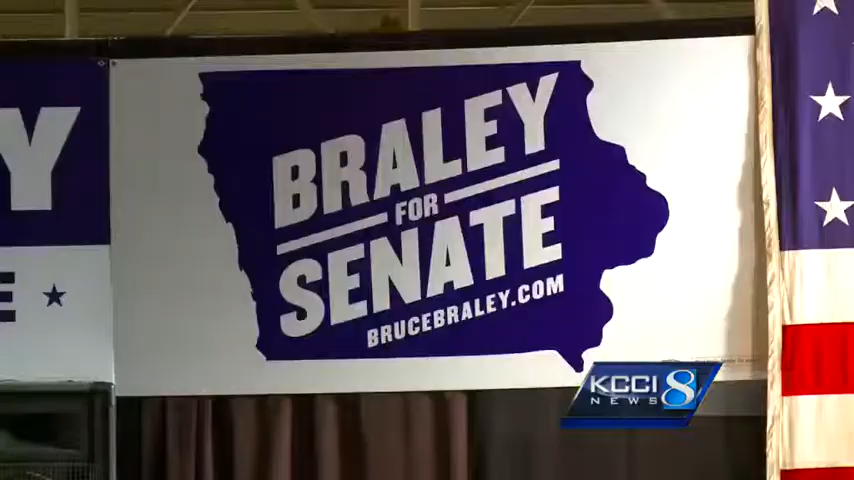 Y
E
BRALEY
FOR
SENATE
BRUCEBRALEY.COM
KCCI 8
NEWS